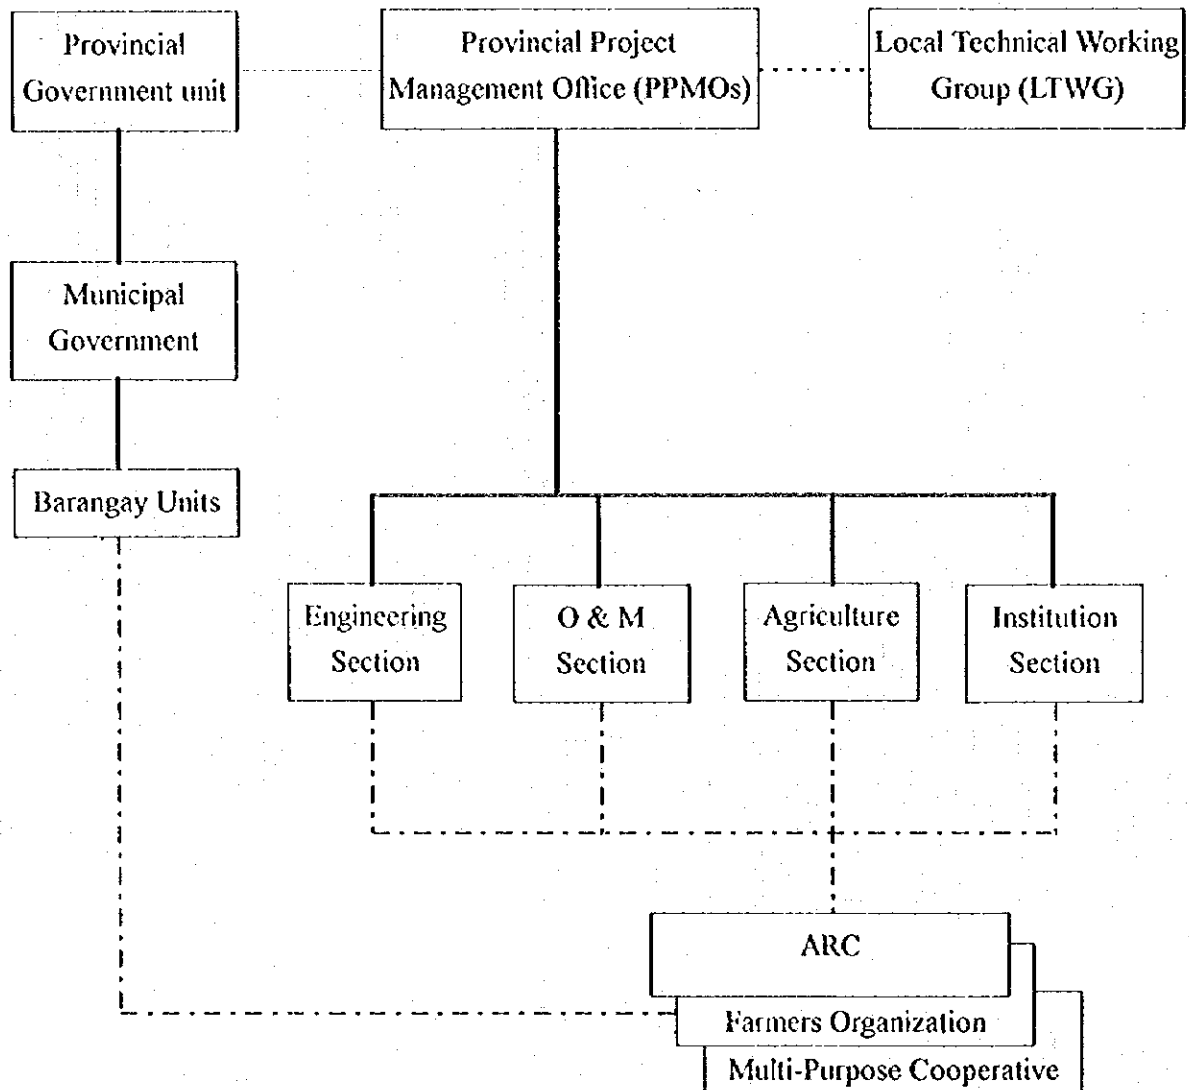 Provincial
Government unit
Provincial Project
Management Office (PPMOs)
Local Technical Working
Group (LTWG)
Municipal
Government
Barangay Units
Engineering
Section
O & M
Section
Agriculture
Section
Institution
Section
ARC
Farmers Organization
Multi-Purpose Cooperative